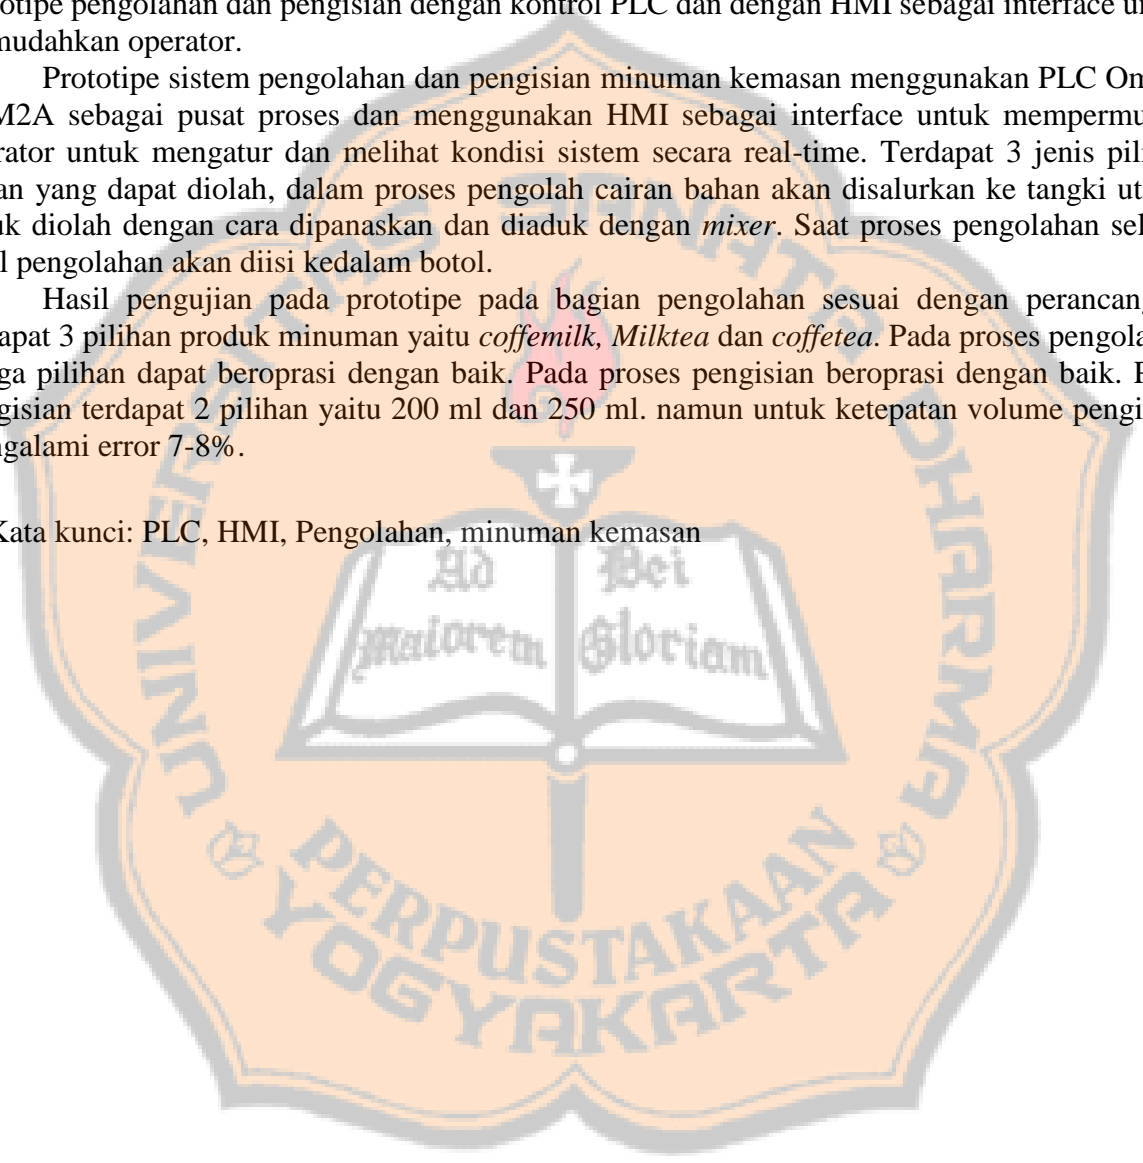 otipe pengolahan dan pengisian dengan kontrol PLC dan dengan HMI sebagai interface u
mudahkan operator.
Prototipe sistem pengolahan dan pengisian minuman kemasan menggunakan PLC Om
M2A sebagai pusat proses dan menggunakan HMI sebagai interface untuk mempermu
rator untuk mengatur dan melihat kondisi sistem secara real-time. Terdapat 3 jenis pili
an yang dapat diolah, dalam proses pengolah cairan bahan akan disalurkan ke tangki ut
uk diolah dengan cara dipanaskan dan diaduk dengan mixer. Saat proses pengolahan sel
l pengolahan akan diisi kedalam botol.
Hasil pengujian pada prototipe pada bagian pengolahan sesuai dengan perancang
apat 3 pilihan produk minuman yaitu coffemilk, Milktea dan coffetea. Pada proses pengola
ga pilihan dapat beroprasi dengan baik. Pada proses pengisian beroprasi dengan baik. P
gisian terdapat 2 pilihan yaitu 200 ml dan 250 ml. namun untuk ketepatan volume pengi
ngalami error 7-8%.
Kata kunci: PLC, HMI, Pengolahan, minuman kemasan
UNIVERSITAS SANATA DHARMA
Ad Dei
maiorem Gloriam
PERPUSTAKAAN
YOGYAKARTA